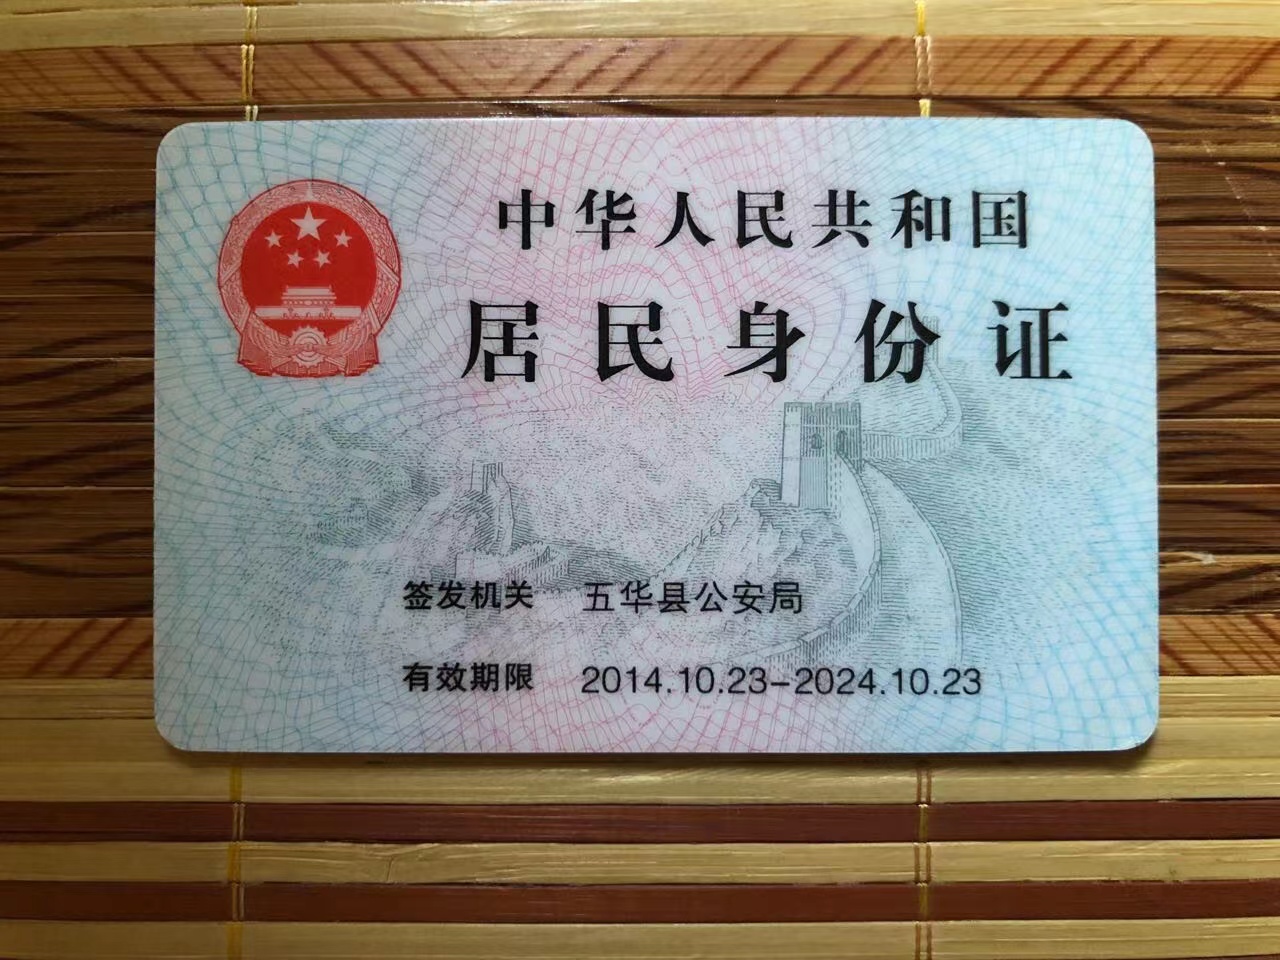 中华人民共和国
居民身份证
签发机关 五华县公安局
有效期限 2014.10.23-2024.10.23